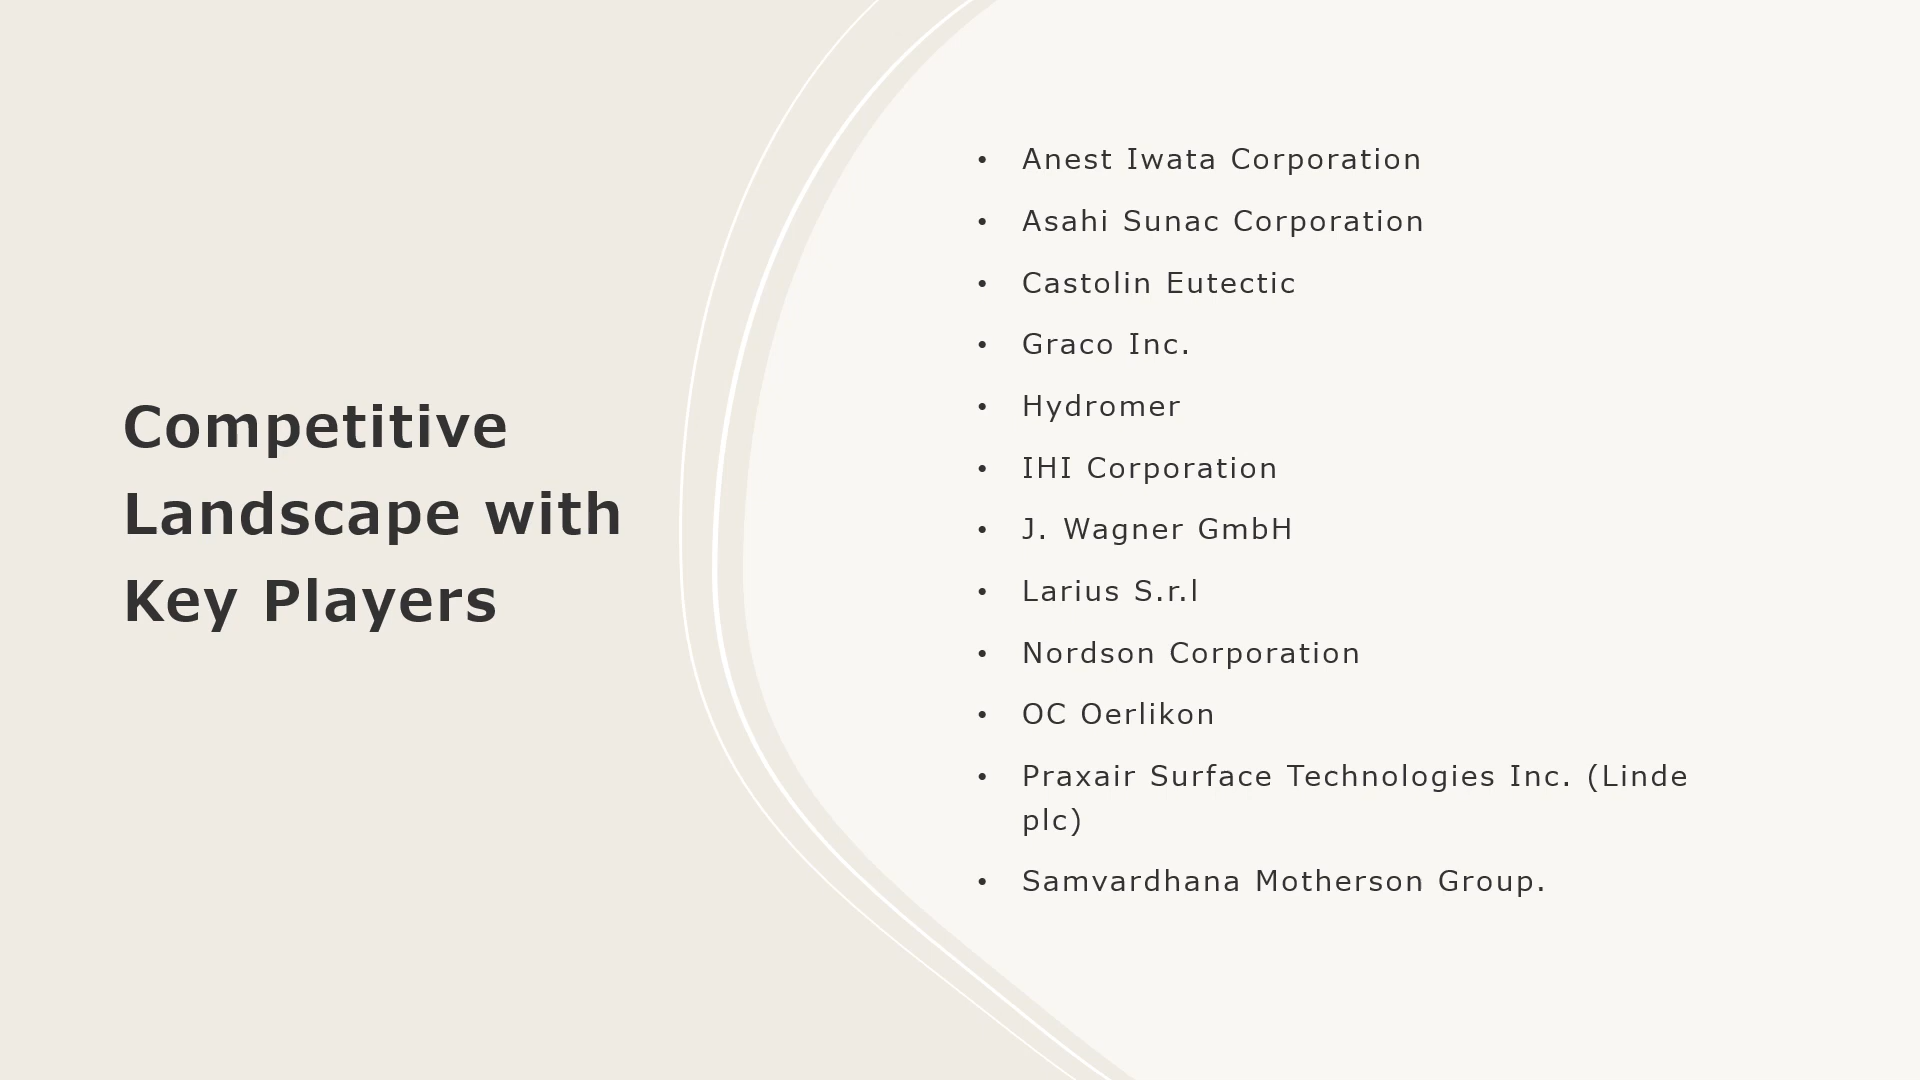 Competitive
Landscape with
Key Players
• Anest Iwata Corporation
• Asahi Sunac Corporation
• Castolin Eutectic
• Graco Inc.
• Hydromer
• IHI Corporation
• J. Wagner GmbH
• Larius S.r.l
• Nordson Corporation
• OC Oerlikon
• Praxair Surface Technologies Inc. (Linde
plc)
• Samvardhana Motherson Group.